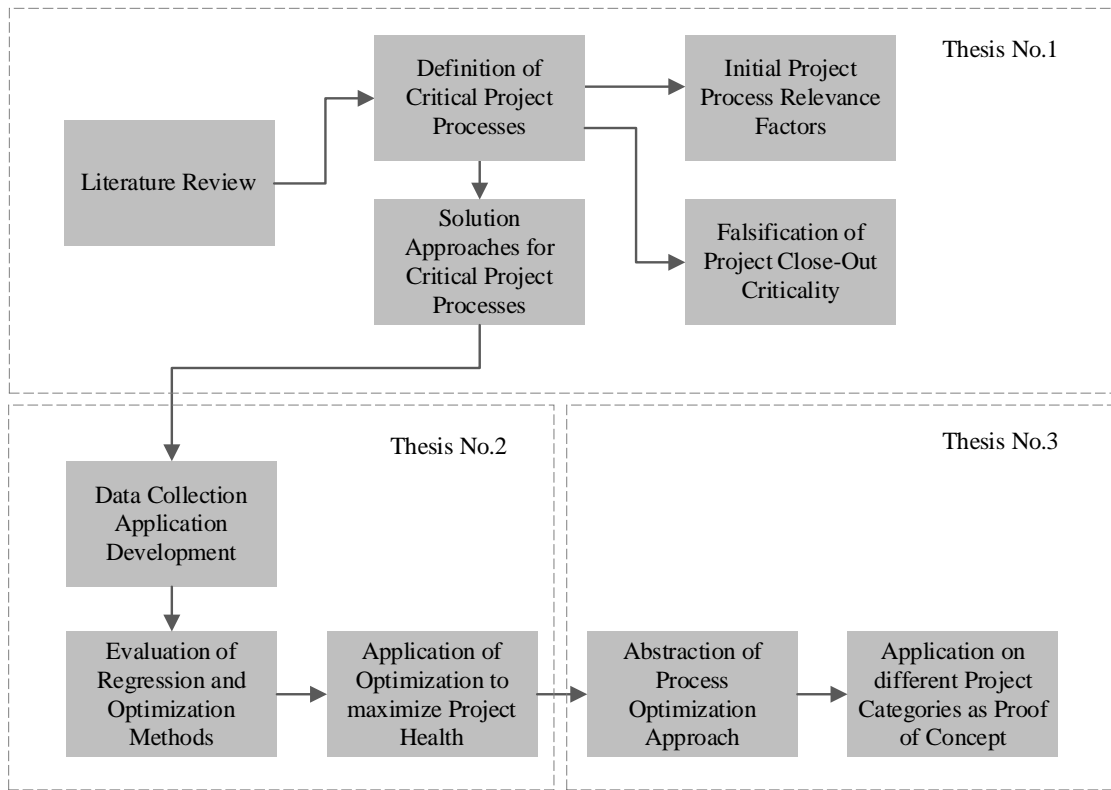 Thesis No.1
Definition of
Critical Project
Processes
Initial Project
Process Relevance
Factors
Literature Review
Solution
Approaches for
Critical Project
Processes
Falsification of
Project Close-Out
Criticality
Thesis No.2
Thesis No.3
Data Collection
Application
Development
Evaluation of
Regression and
Optimization
Methods
Application of
Optimization to
maximize Project
Health
Abstraction of
Process
Optimization
Approach
Application on
different Project
Categories as Proof
of Concept